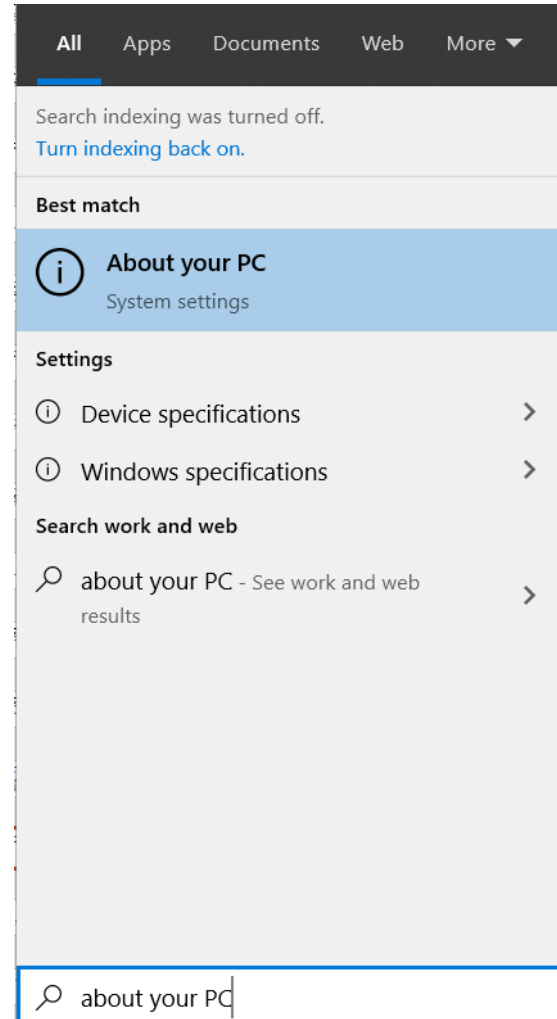 All Apps Documents Web More
Search indexing was turned off.
Turn indexing back on.
Best match
About your PC
System settings
Settings
Device specifications
Windows specifications
Search work and web
about your PC - See work and web
results
about your PC